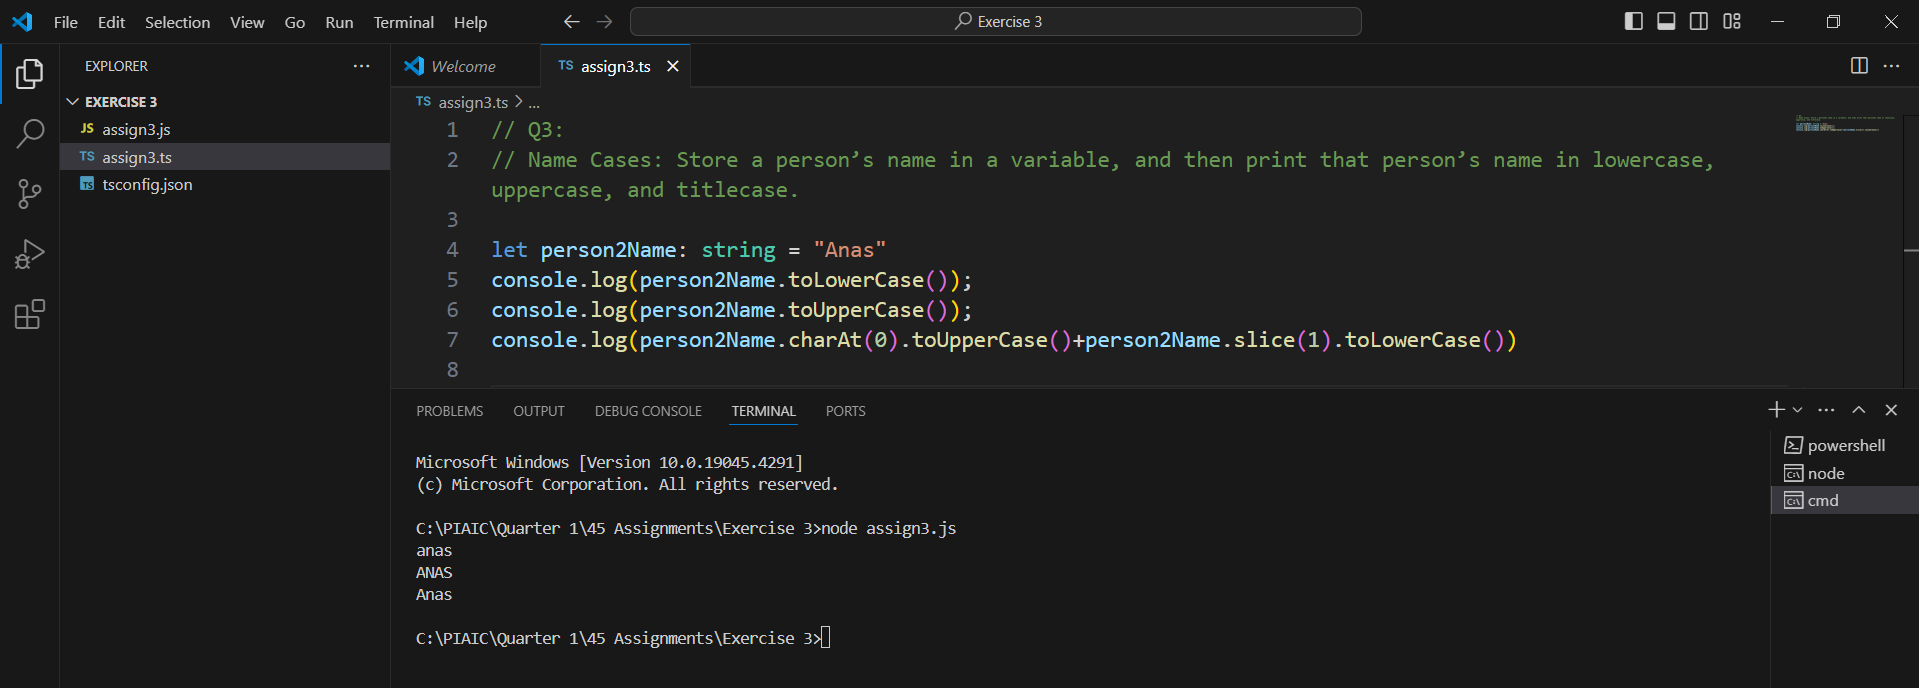 File Edit Selection View Go Run Terminal Help
Exercise 3
EXPLORER
EXERCISE 3
JS assign3.js
TS assign3.ts
TS tsconfig.json
Welcome
TS assign3.ts
TS assign3.ts > ...
1 // Q3:
2 // Name Cases: Store a person’s name in a variable, and then print that person’s name in lowercase,
uppercase, and titlecase.
3
4 let person2Name: string = "Anas"
5 console.log(person2Name.toLowerCase());
6 console.log(person2Name.toUpperCase());
7 console.log(person2Name.charAt(0).toUpperCase()+person2Name.slice(1).toLowerCase())
8
PROBLEMS OUTPUT DEBUG CONSOLE TERMINAL PORTS
Microsoft Windows [Version 10.0.19045.4291]
(c) Microsoft Corporation. All rights reserved.
C:\PIAIC\Quarter 1\45 Assignments\Exercise 3>node assign3.js
anas
ANAS
Anas
C:\PIAIC\Quarter 1\45 Assignments\Exercise 3>
powershell
node
cmd